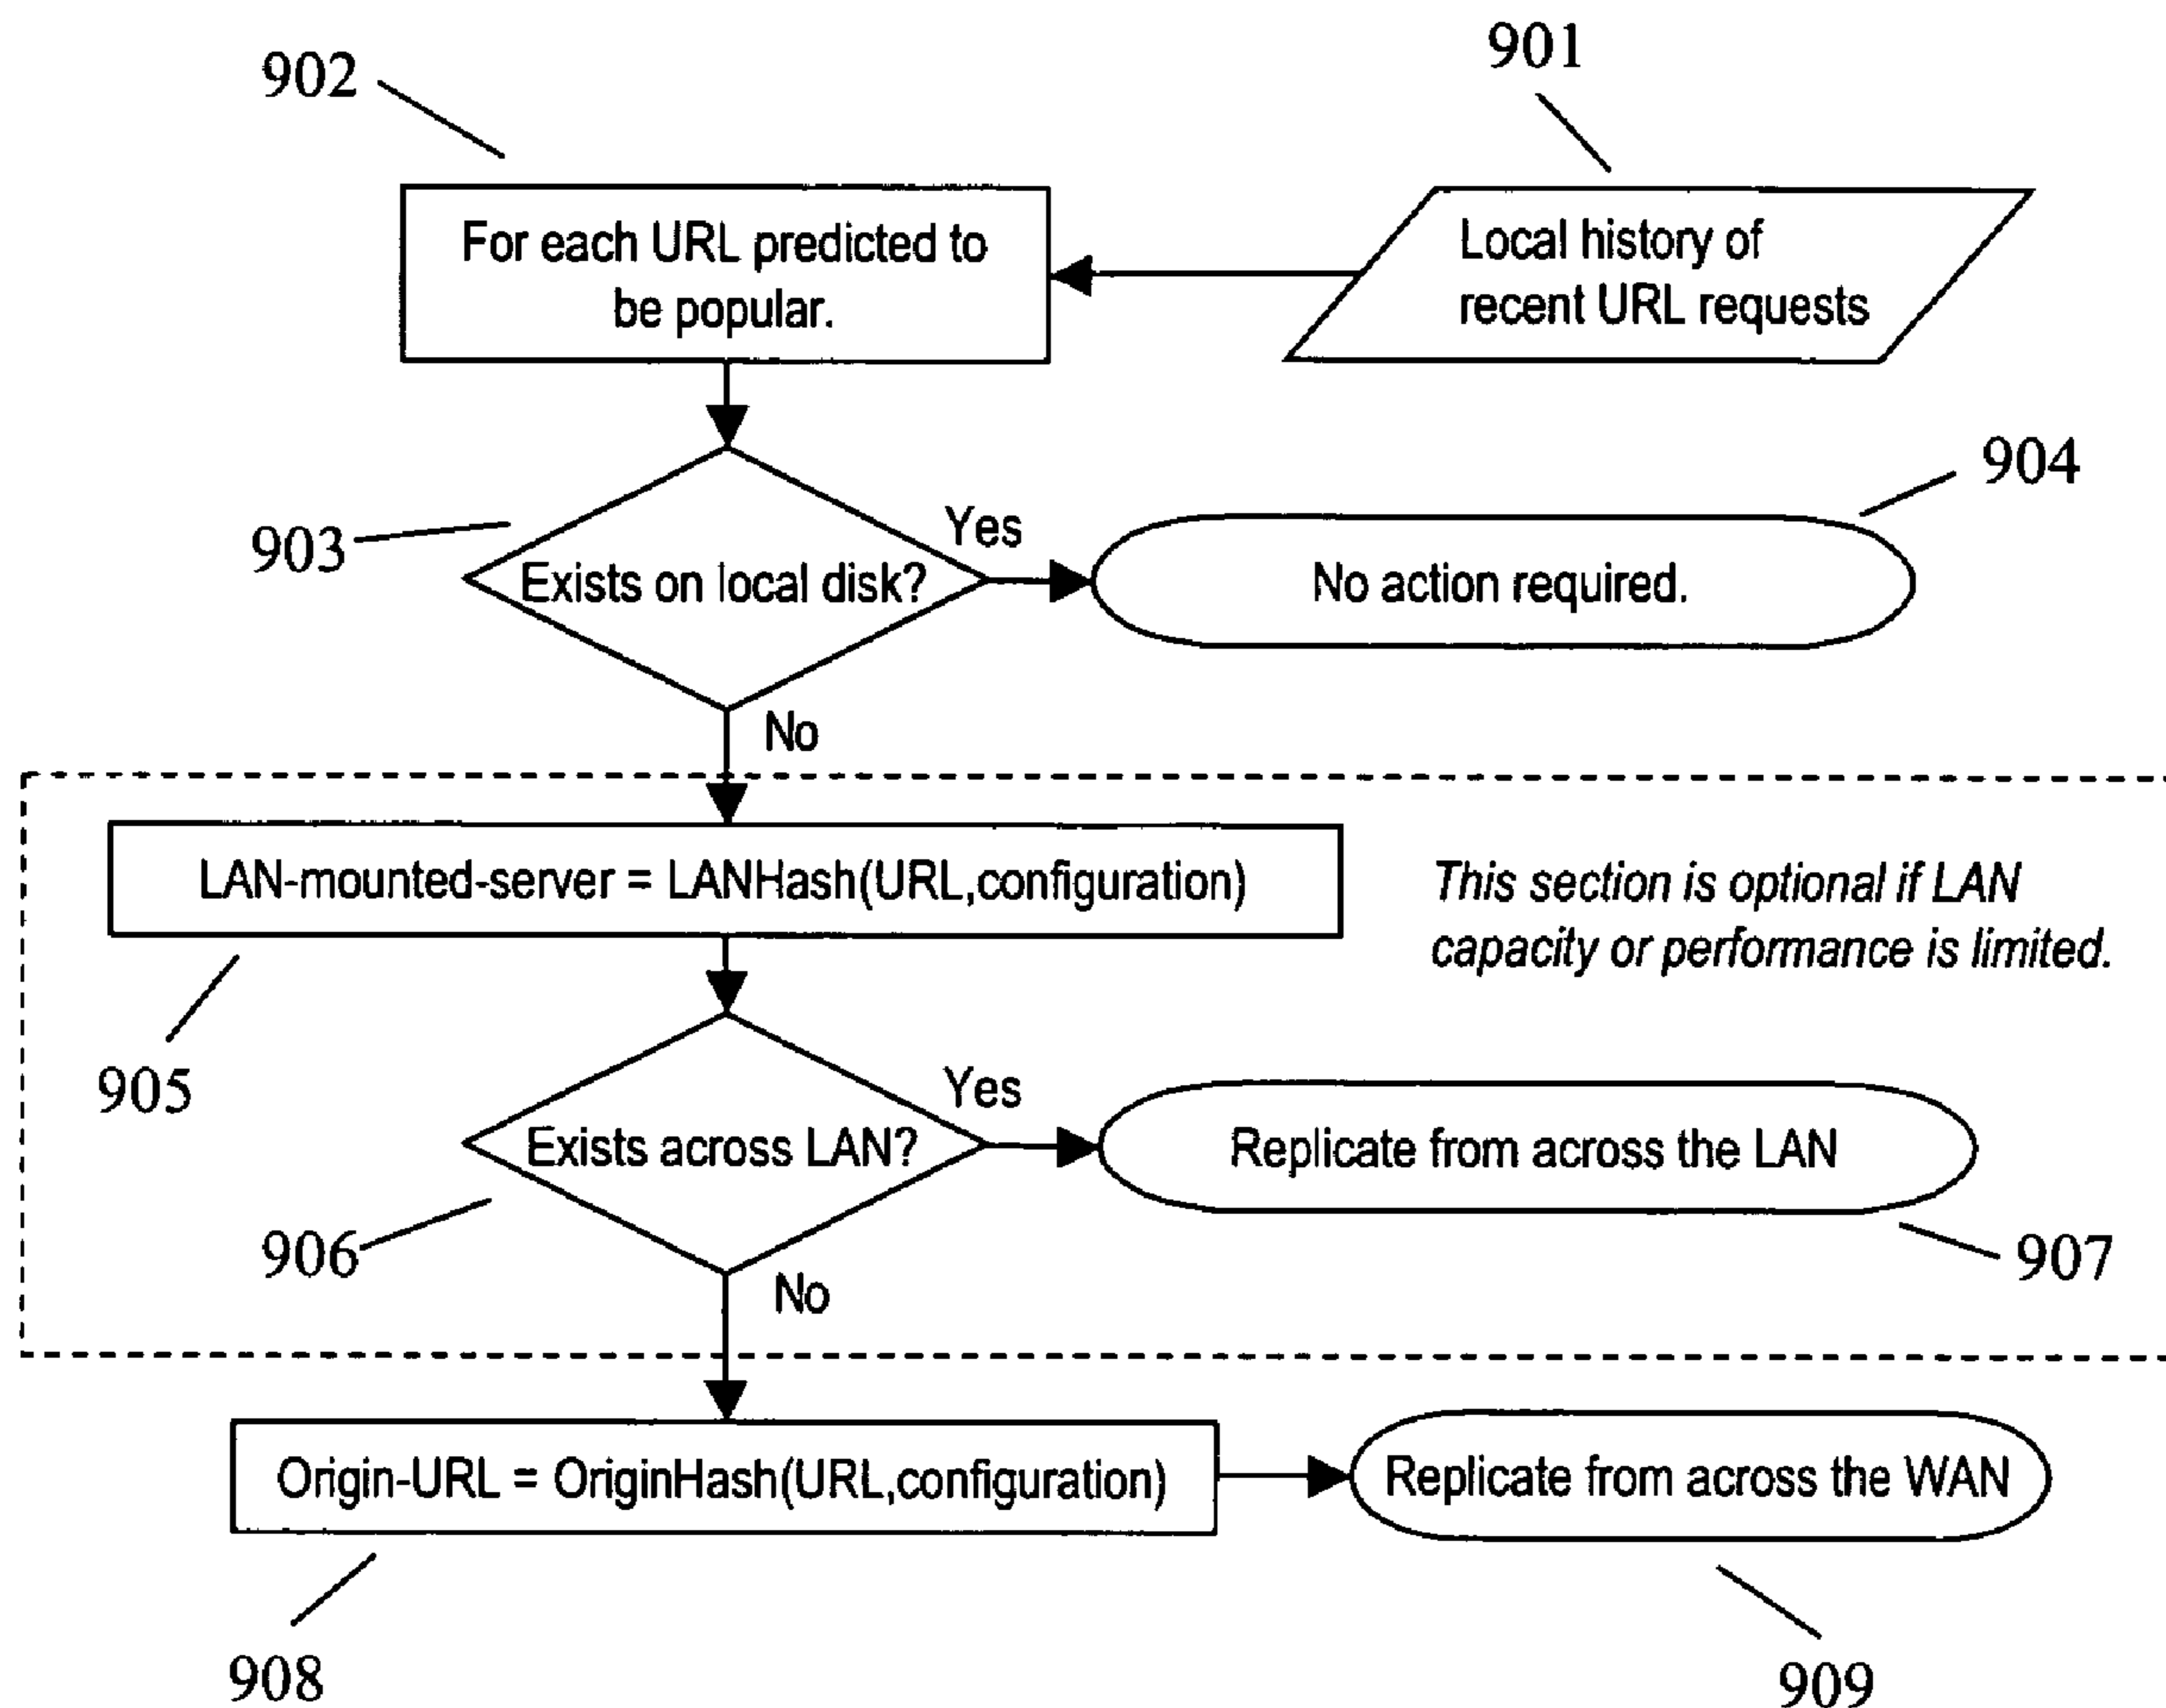 901
902
For each URL predicted to
be popular.
Local history of
recent URL requests
904
903
Yes
Exists on local disk?
No action required.
No
LAN-mounted-server = LANHash(URL,configuration)
This section is optional if LAN
capacity or performance is limited.
905
Yes
Exists across LAN?
Replicate from across the LAN
906
907
No
Origin-URL = OriginHash(URL,configuration)
Replicate from across the WAN
908
909